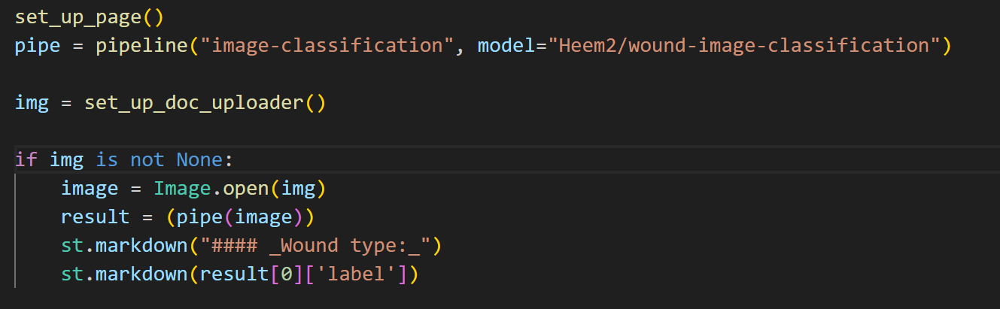 set_up_page()
pipe = pipeline("image-classification", model="Heem2/wound-image-classification")
img = set_up_doc_uploader()
if img is not None:
    image = Image.open(img)
    result = (pipe(image))
    st.markdown("#### _Wound type:_")
    st.markdown(result[0]['label'])